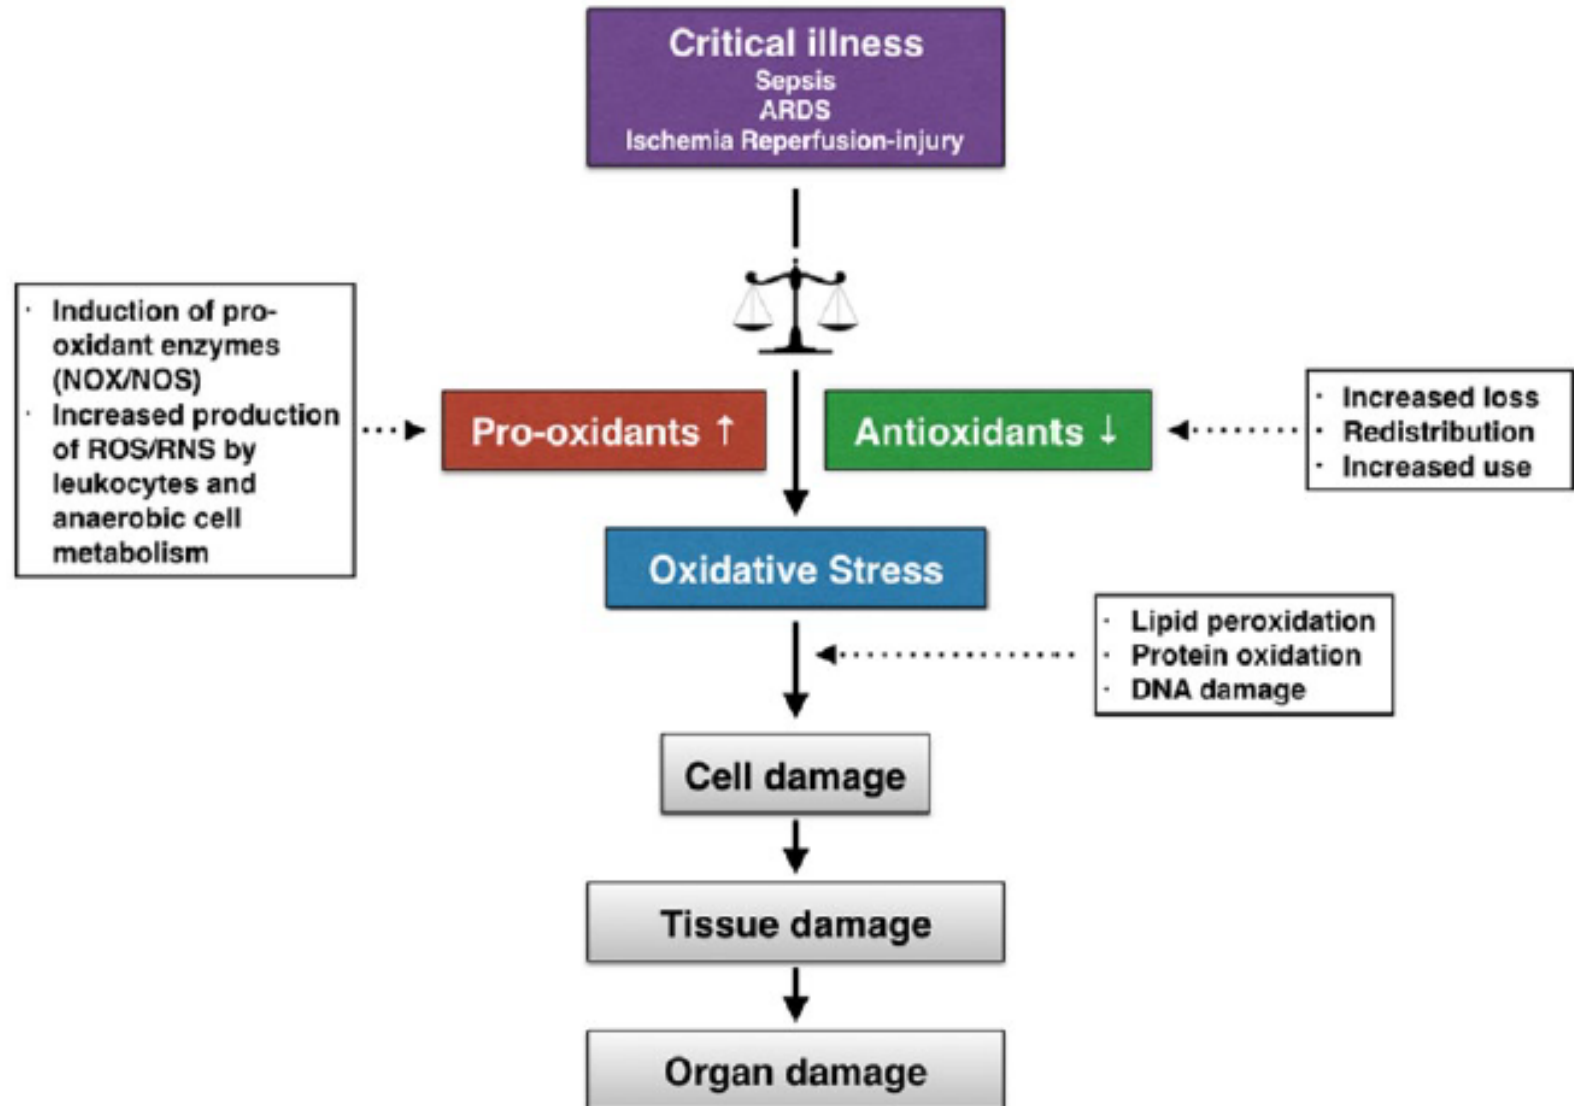 Critical illness
Sepsis
ARDS
Ischemia Reperfusion-injury
· Induction of pro-
oxidant enzymes
(NOX/NOS)
· Increased production
of ROS/RNS by
leukocytes and
anaerobic cell
metabolism
Pro-oxidants ↑
Antioxidants ↓
· Increased loss
· Redistribution
· Increased use
Oxidative Stress
· Lipid peroxidation
· Protein oxidation
· DNA damage
Cell damage
Tissue damage
Organ damage